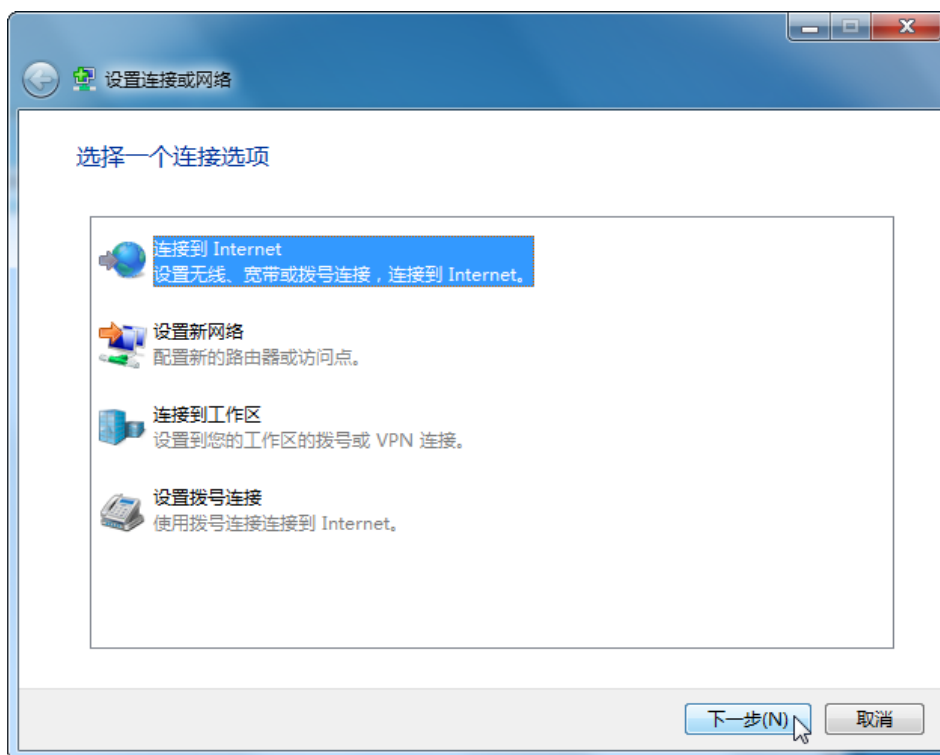 设置连接或网络
选择一个连接选项
连接到 Internet
设置无线、宽带或拨号连接，连接到 Internet。
设置新网络
配置新的路由器或访问点。
连接到工作区
设置到您的工作区的拨号或 VPN 连接。
设置拨号连接
使用拨号连接连接到 Internet。
下一步(N) 取消